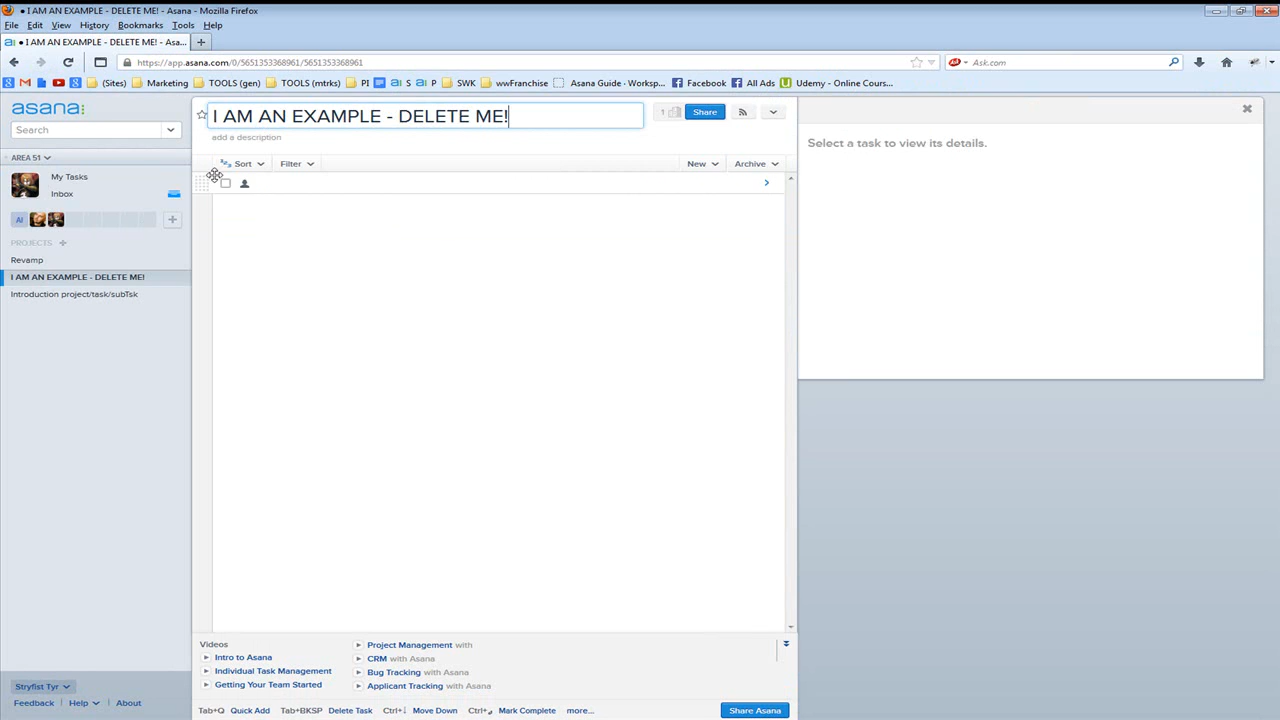 • I AM AN EXAMPLE - DELETE ME! - Asana - Mozilla Firefox
File Edit View History Bookmarks Tools Help
• I AM AN EXAMPLE - DELETE ME! - Asa...
https://app.asana.com/0/5651353368961/5651353368961
Ask.com
(Sites) Marketing TOOLS (gen) TOOLS (mtrks) PI S P SWK wwFranchise Asana Guide - Worksp... Facebook All Ads Udemy - Online Cours...
asana:
Search
AREA 51
My Tasks
Inbox
AI
PROJECTS +
Revamp
I AM AN EXAMPLE - DELETE ME!
Introduction project/task/subTsk
I AM AN EXAMPLE - DELETE ME!
1 Share
add a description
Sort Filter New Archive
Select a task to view its details.
Videos
Intro to Asana
Individual Task Management
Getting Your Team Started
Project Management with
CRM with Asana
Bug Tracking with Asana
Applicant Tracking with Asana
Tab+Q Quick Add Tab+BKSP Delete Task Ctrl+↓ Move Down Ctrl+↵ Mark Complete more...
Share Asana
Stryfist Tyr
Feedback Help About